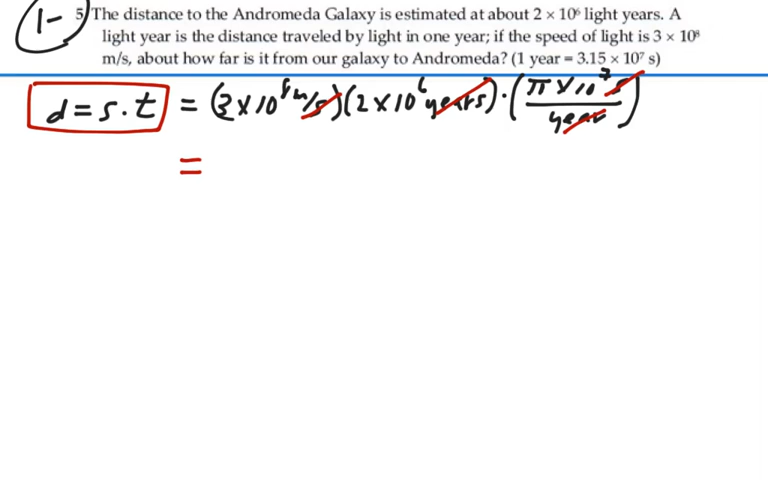 1- 5) The distance to the Andromeda Galaxy is estimated at about 2 × 10⁶ light years. A
light year is the distance traveled by light in one year; if the speed of light is 3 × 10⁸
m/s, about how far is it from our galaxy to Andromeda? (1 year = 3.15 × 10⁷ s)
d = s · t = (3 × 10⁸ m/s)(2 × 10⁶ years) · (π × 10⁷ s / year)
=